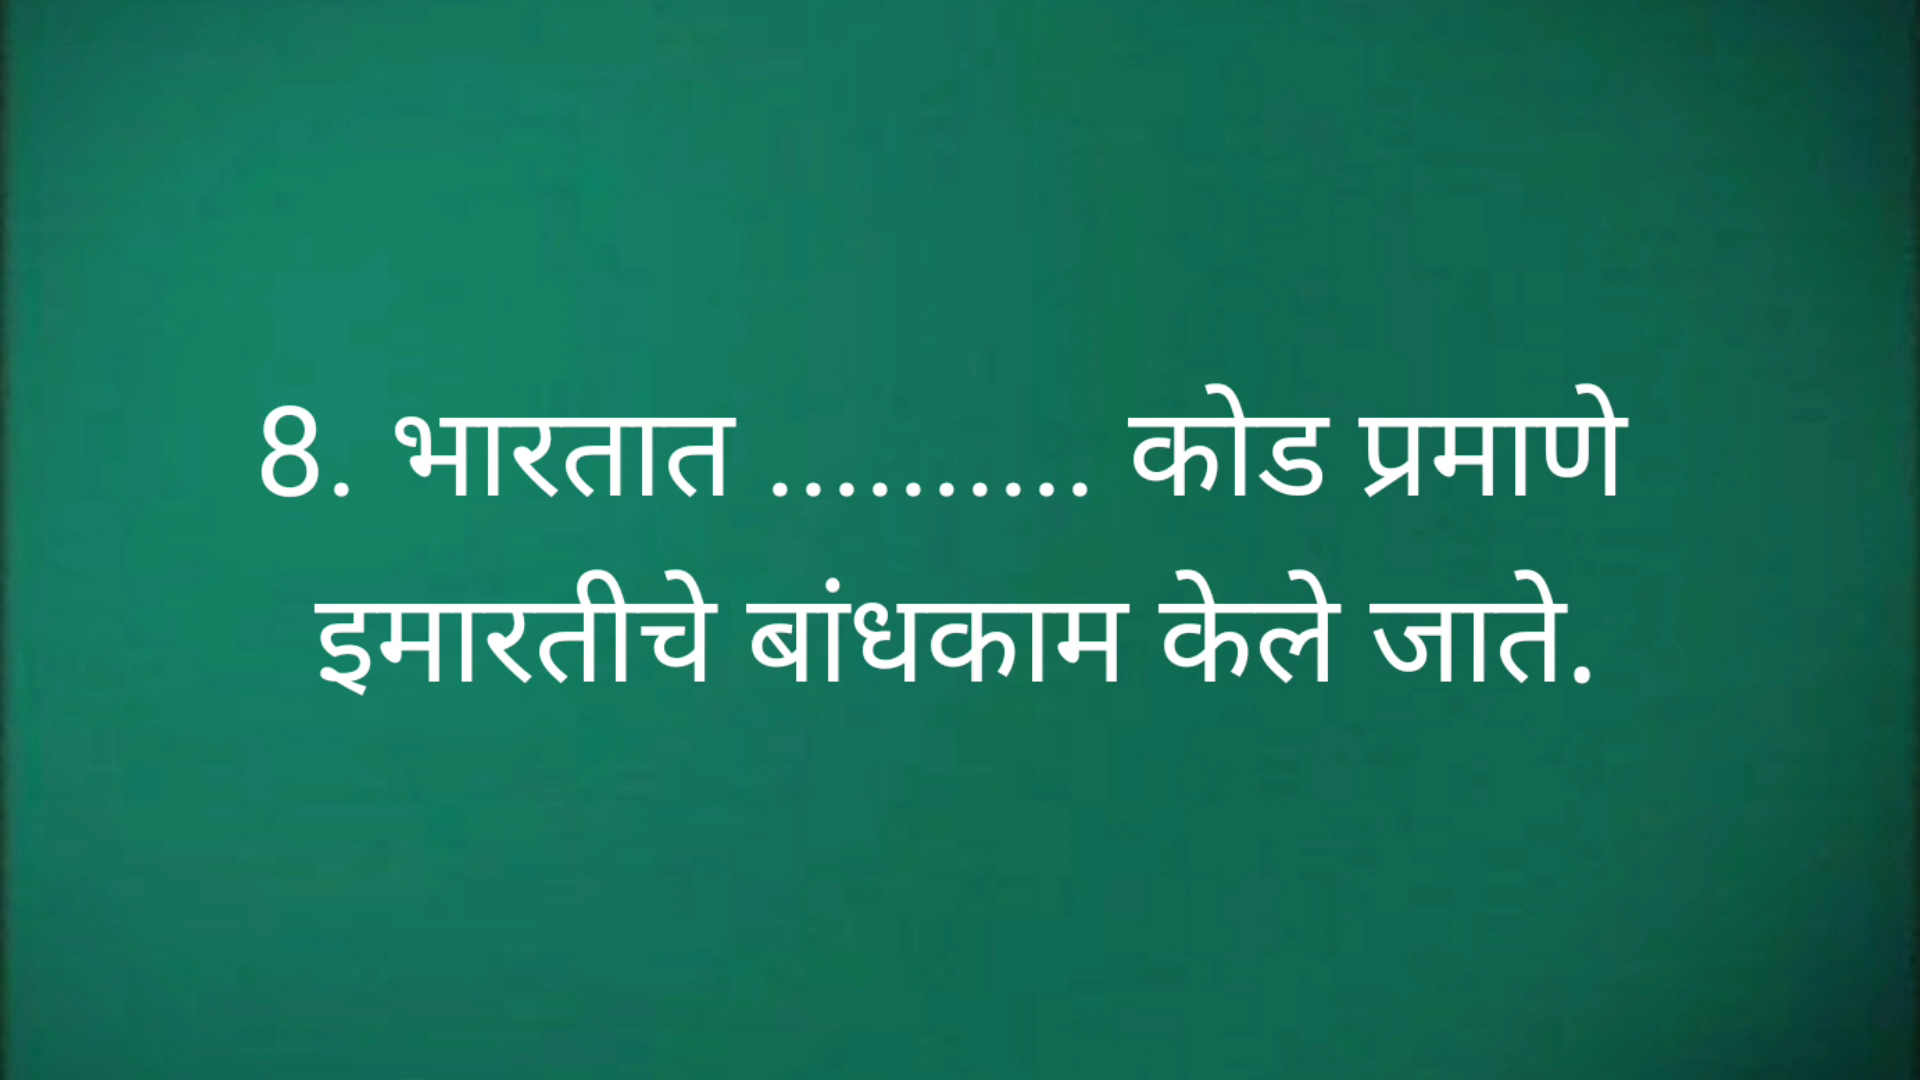 8. भारतात .......... कोड प्रमाणे
इमारतीचे बांधकाम केले जाते.